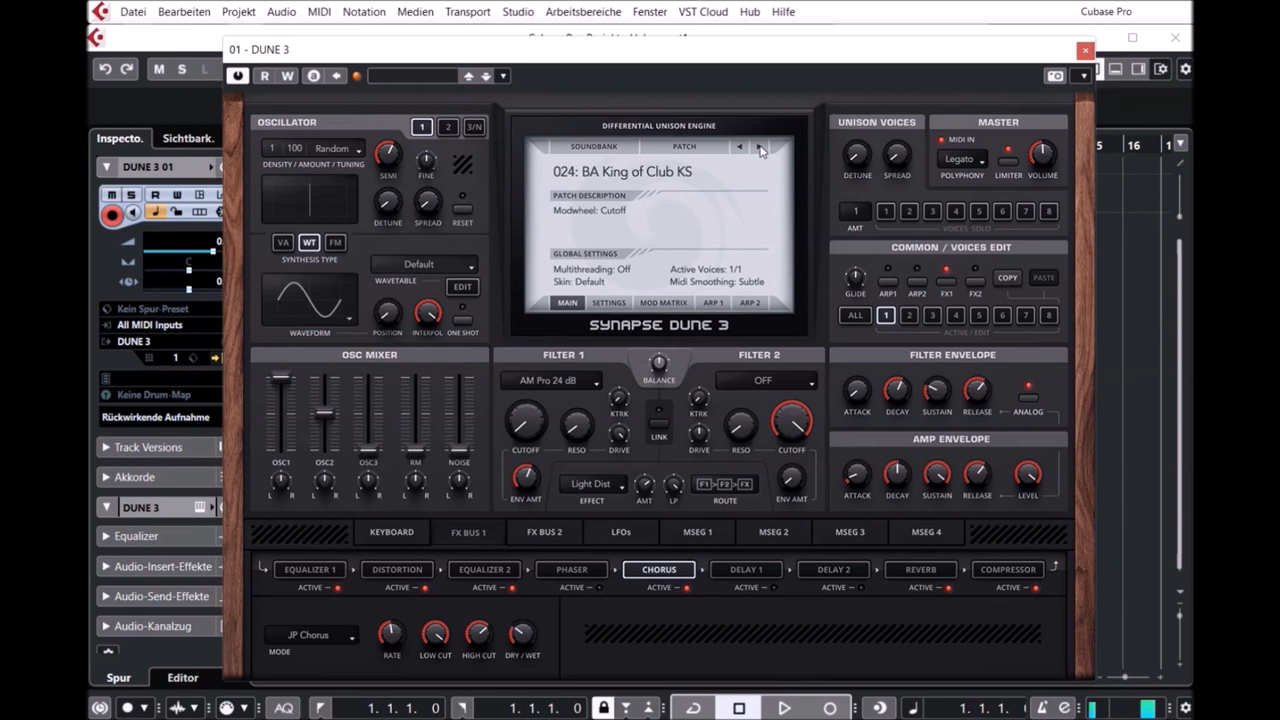 Datei Bearbeiten Projekt Audio MIDI Notation Medien Transport Studio Arbeitsbereiche Fenster VST Cloud Hub Hilfe Cubase Pro
01 - DUNE 3
M S L R W
5 16 1
Inspecto. Sichtbark.
DUNE 3 01
m S R W
0.
C
0.
0.
Kein Spur-Preset
All MIDI Inputs
DUNE 3
1
Keine Drum-Map
Rückwirkende Aufnahme
Track Versions
Akkorde
DUNE 3
Equalizer
Audio-Insert-Effekte
Audio-Send-Effekte
Audio-Kanalzug
Spur Editor
OSCILLATOR 1 2 3/N
1 100 Random
DENSITY / AMOUNT / TUNING
SEMI FINE
DETUNE SPREAD RESET
VA WT FM
SYNTHESIS TYPE
Default
WAVETABLE EDIT
WAVEFORM POSITION INTERPOL ONE SHOT
DIFFERENTIAL UNISON ENGINE
SOUNDBANK PATCH
024: BA King of Club KS
PATCH DESCRIPTION
Modwheel: Cutoff
GLOBAL SETTINGS
Multithreading: Off Active Voices: 1/1
Skin: Default Midi Smoothing: Subtle
MAIN SETTINGS MOD MATRIX ARP 1 ARP 2
SYNAPSE DUNE 3
UNISON VOICES MASTER
MIDI IN
Legato
DETUNE SPREAD POLYPHONY LIMITER VOLUME
1 1 2 3 4 5 6 7 8
AMT VOICES SOLO
COMMON / VOICES EDIT
COPY PASTE
GLIDE ARP1 ARP2 FX1 FX2
ALL 1 2 3 4 5 6 7 8
ACTIVE / EDIT
OSC MIXER
OSC1 OSC2 OSC3 RM NOISE
L R L R L R L R L R
FILTER 1 FILTER 2
AM Pro 24 dB BALANCE OFF
KTRK KTRK
CUTOFF RESO DRIVE LINK DRIVE RESO CUTOFF
Light Dist F1 F2 FX
ENV AMT EFFECT AMT LP ROUTE ENV AMT
FILTER ENVELOPE
ATTACK DECAY SUSTAIN RELEASE ANALOG
AMP ENVELOPE
ATTACK DECAY SUSTAIN RELEASE LEVEL
KEYBOARD FX BUS 1 FX BUS 2 LFOs MSEG 1 MSEG 2 MSEG 3 MSEG 4
EQUALIZER 1 DISTORTION EQUALIZER 2 PHASER CHORUS DELAY 1 DELAY 2 REVERB COMPRESSOR
ACTIVE ACTIVE ACTIVE ACTIVE ACTIVE ACTIVE ACTIVE ACTIVE ACTIVE
JP Chorus
MODE RATE LOW CUT HIGH CUT DRY / WET
AQ 1. 1. 1. 0 1. 1. 1. 0 1. 1. 1.